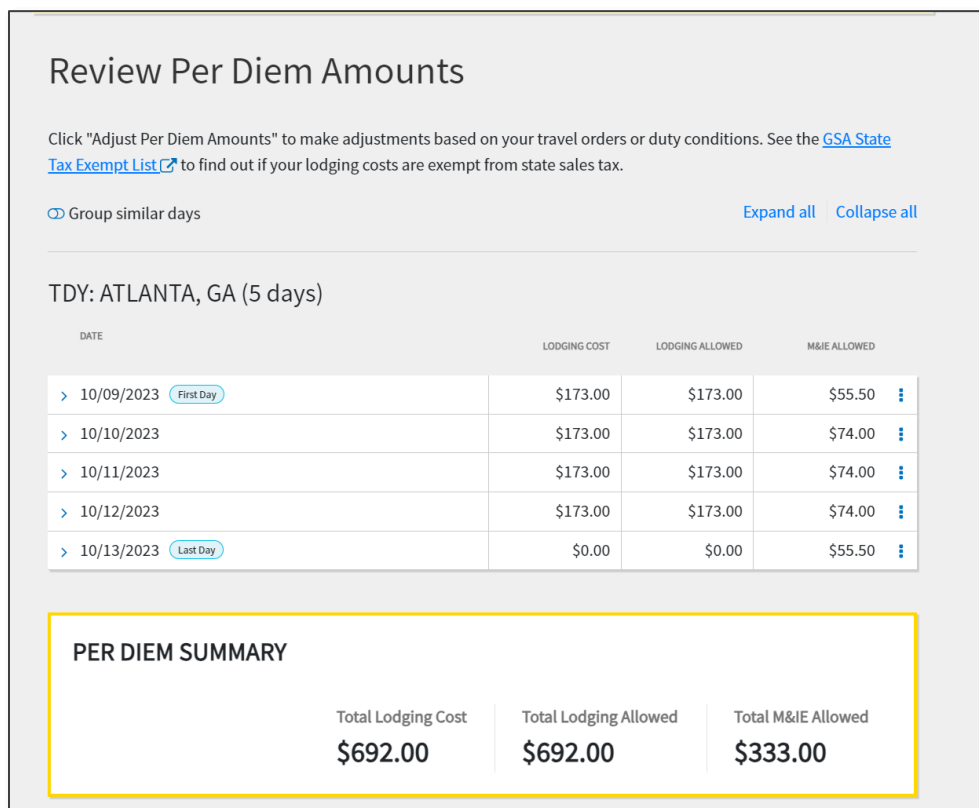 Review Per Diem Amounts
Click "Adjust Per Diem Amounts" to make adjustments based on your travel orders or duty conditions. See the GSA State
Tax Exempt List to find out if your lodging costs are exempt from state sales tax.
Group similar days Expand all Collapse all
TDY: ATLANTA, GA (5 days)
DATE LODGING COST LODGING ALLOWED M&IE ALLOWED
10/09/2023 First Day $173.00 $173.00 $55.50
10/10/2023 $173.00 $173.00 $74.00
10/11/2023 $173.00 $173.00 $74.00
10/12/2023 $173.00 $173.00 $74.00
10/13/2023 Last Day $0.00 $0.00 $55.50
PER DIEM SUMMARY
Total Lodging Cost Total Lodging Allowed Total M&IE Allowed
$692.00 $692.00 $333.00